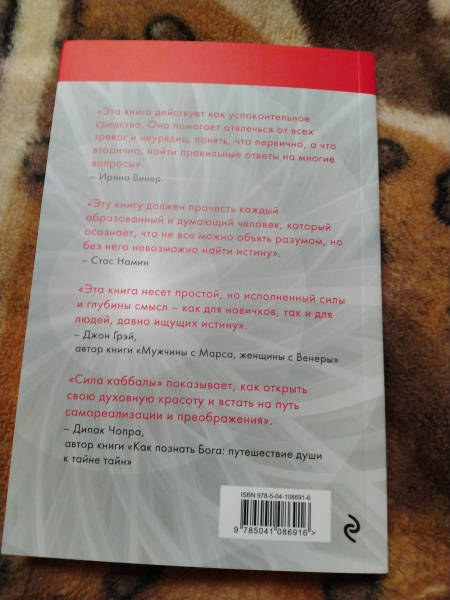 «Эта книга действует как успокоительное
средство. Она помогает отвлечься от всех
тревог и неурядиц, понять, что первично, а что
вторично, найти правильные ответы на многие
вопросы».
– Ирина Винер
«Эту книгу должен прочесть каждый
образованный и думающий человек, который
осознает, что не все можно объять разумом, но
без него невозможно найти истину».
– Стас Намин
«Эта книга несет простой, но исполненный силы
и глубины смысл – как для новичков, так и для
людей, давно ищущих истину».
– Джон Грэй,
автор книги «Мужчины с Марса, женщины с Венеры»
«Сила каббалы» показывает, как открыть
свою духовную красоту и встать на путь
самореализации и преображения».
– Дипак Чопра,
автор книги «Как познать Бога: путешествие души
к тайне тайн»
ISBN 978-5-04-108691-6
9 785041 086916 >